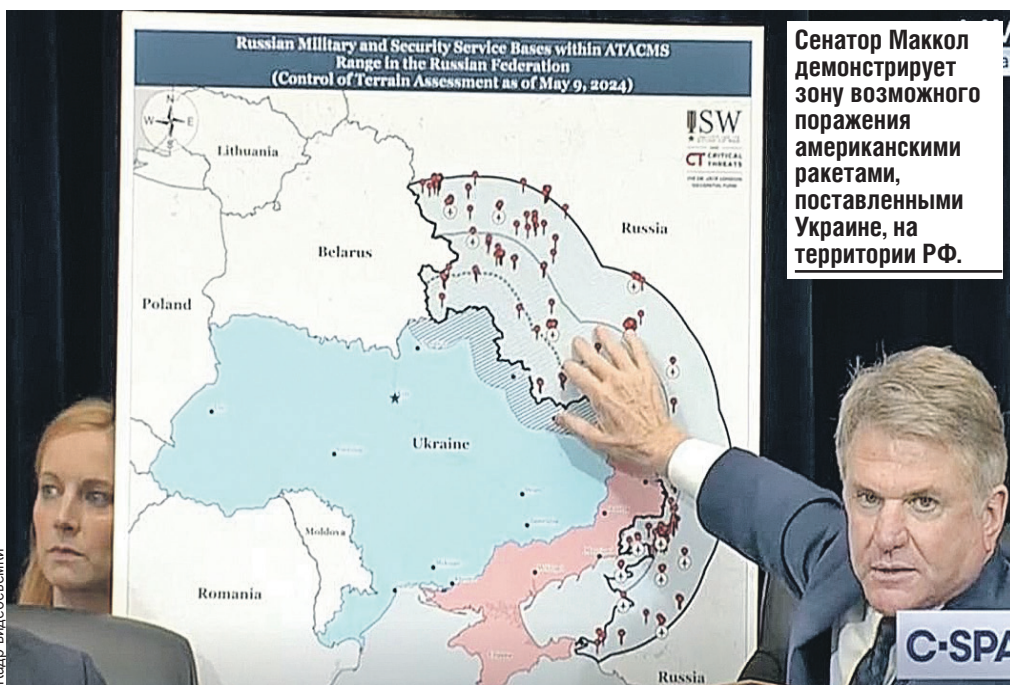 Russian Military and Security Service Bases within ATACMS
Range in the Russian Federation
(Control of Terrain Assessment as of May 9, 2024)
Сенатор Маккол
демонстрирует
зону возможного
поражения
американскими
ракетами,
поставленными
Украине, на
территории РФ.
N
W E
S
ISW
CT CRITICAL
THREATS
Lithuania
Russia
Belarus
Poland
Ukraine
Moldova
Romania
Russia
C-SPA
Кадр видеосъемки